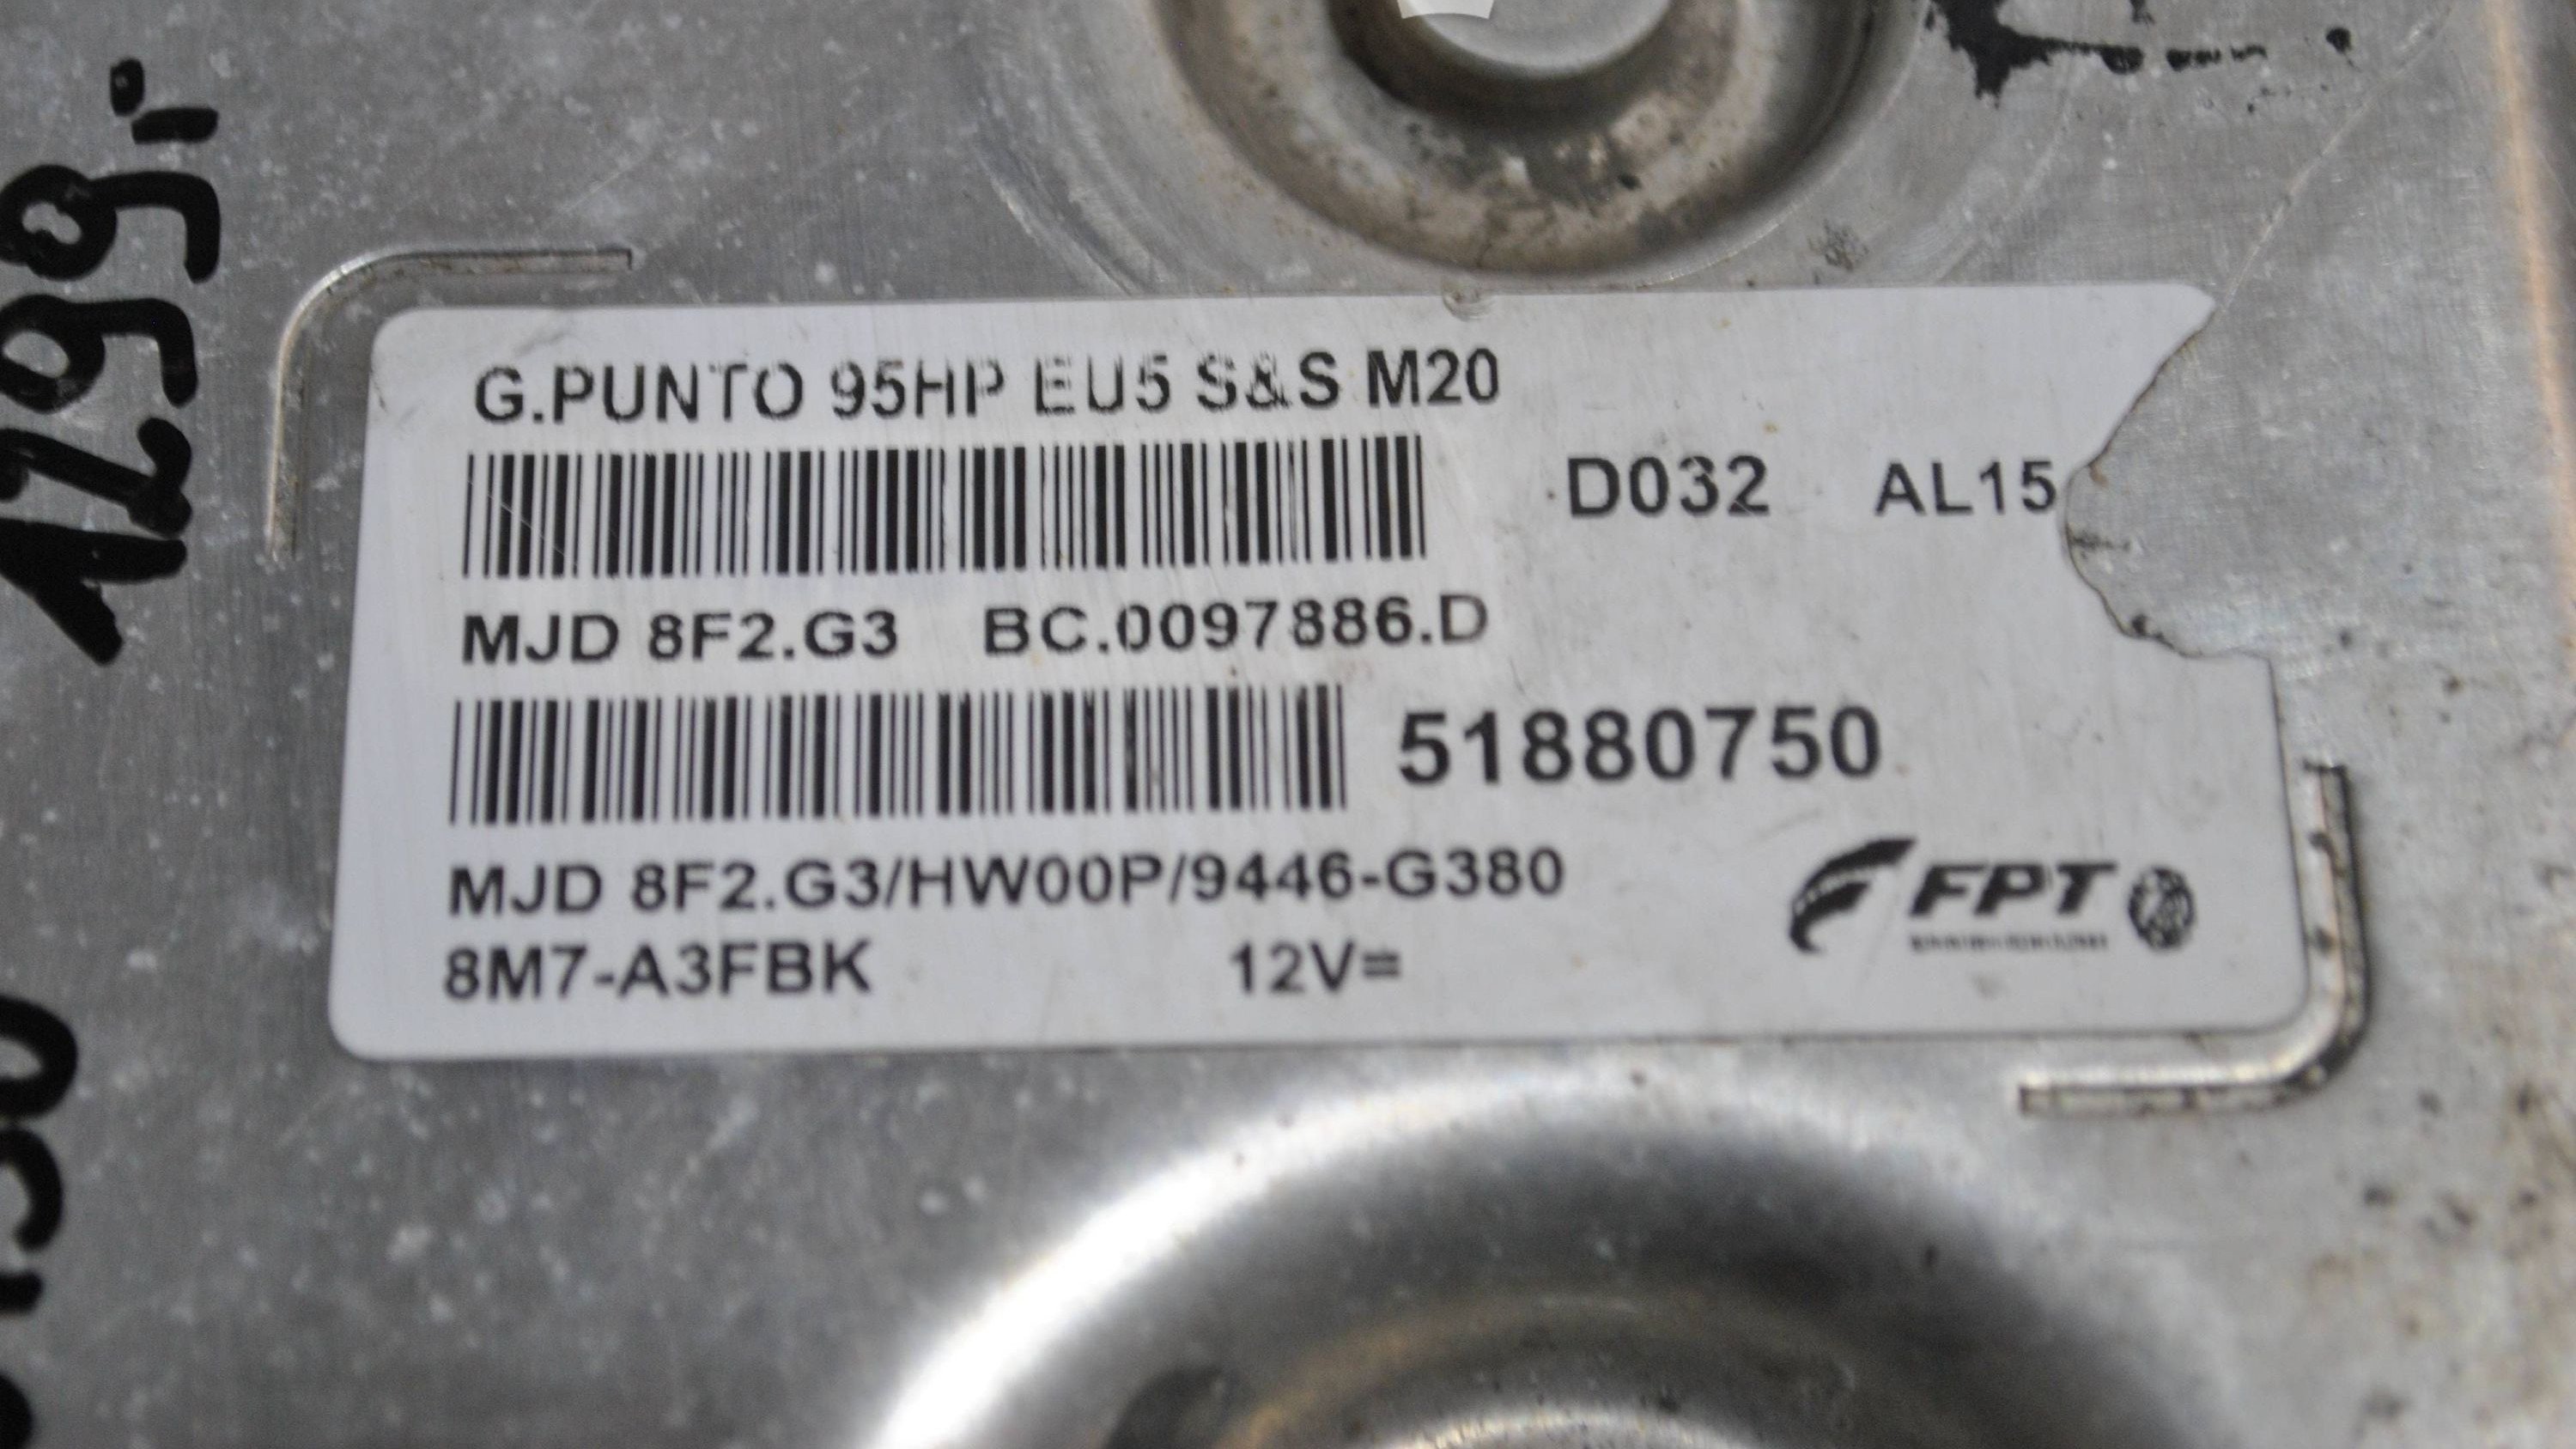 G.PUNTO 95HP EU5 S&S M20
D032 AL15
MJD 8F2.G3 BC.0097886.D
51880750
MJD 8F2.G3/HW00P/9446-G380
8M7-A3FBK 12V=
FPT
1299,-